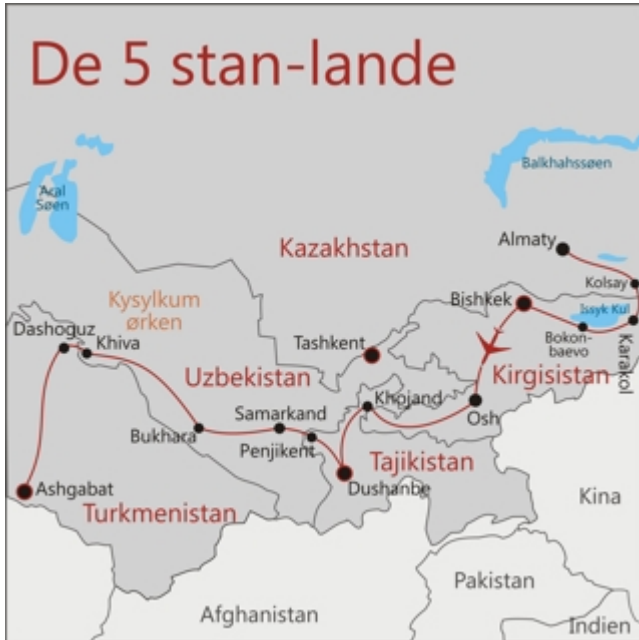 De 5 stan-lande
Balkhahssøen
Aral
Søen
Almaty
Kazakhstan
Kolsay
Kysylkum
ørken
Bishkek
Issyk Kul
Dashoguz
Khiva
Tashkent
Bokon-
baevo
Karakol
Uzbekistan
Kirgisistan
Khojand
Osh
Samarkand
Bukhara
Penjikent
Tajikistan
Dushanbe
Ashgabat
Turkmenistan
Kina
Pakistan
Afghanistan
Indien